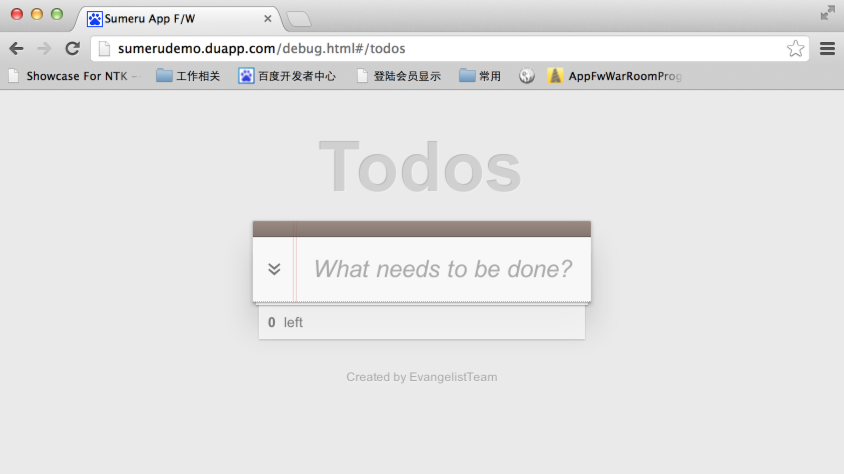 Sumeru App F/W
sumerudemo.duapp.com/debug.html#/todos
Showcase For NTK - 工作相关 百度开发者中心 登陆会员显示 常用 AppFwWarRoomProg
Todos
What needs to be done?
0 left
Created by EvangelistTeam